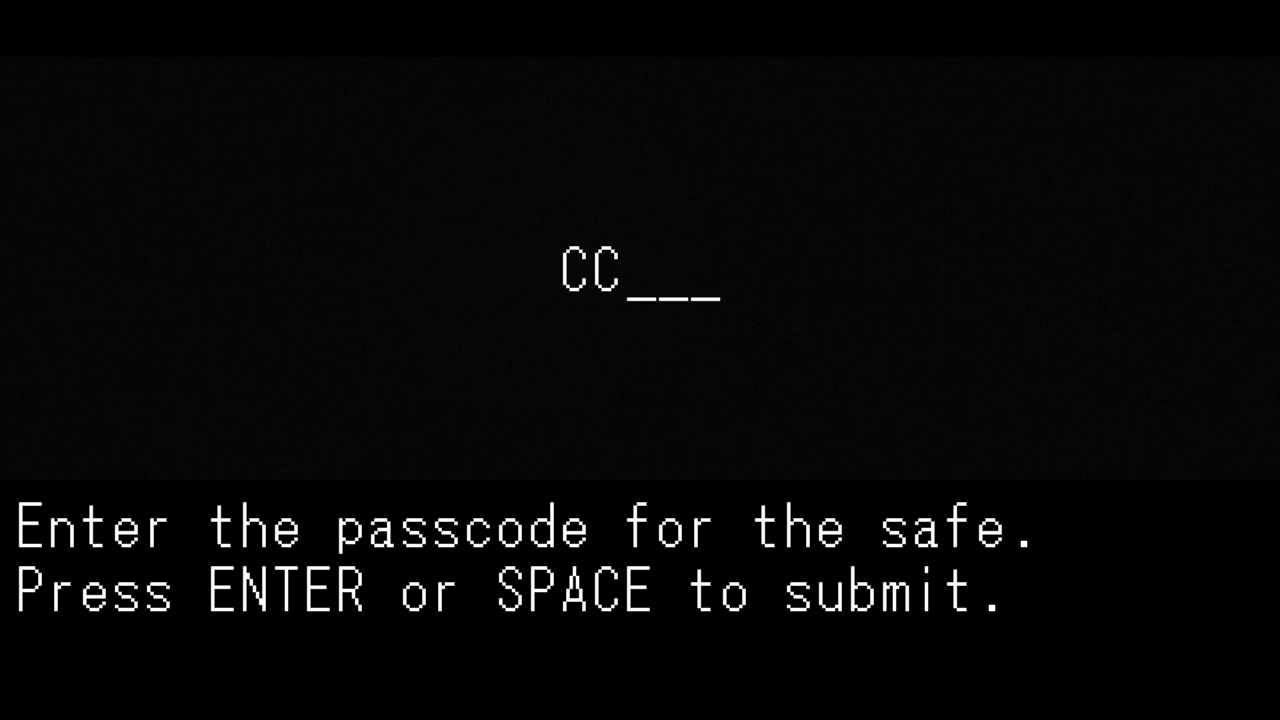 CC___
Enter the passcode for the safe.
Press ENTER or SPACE to submit.